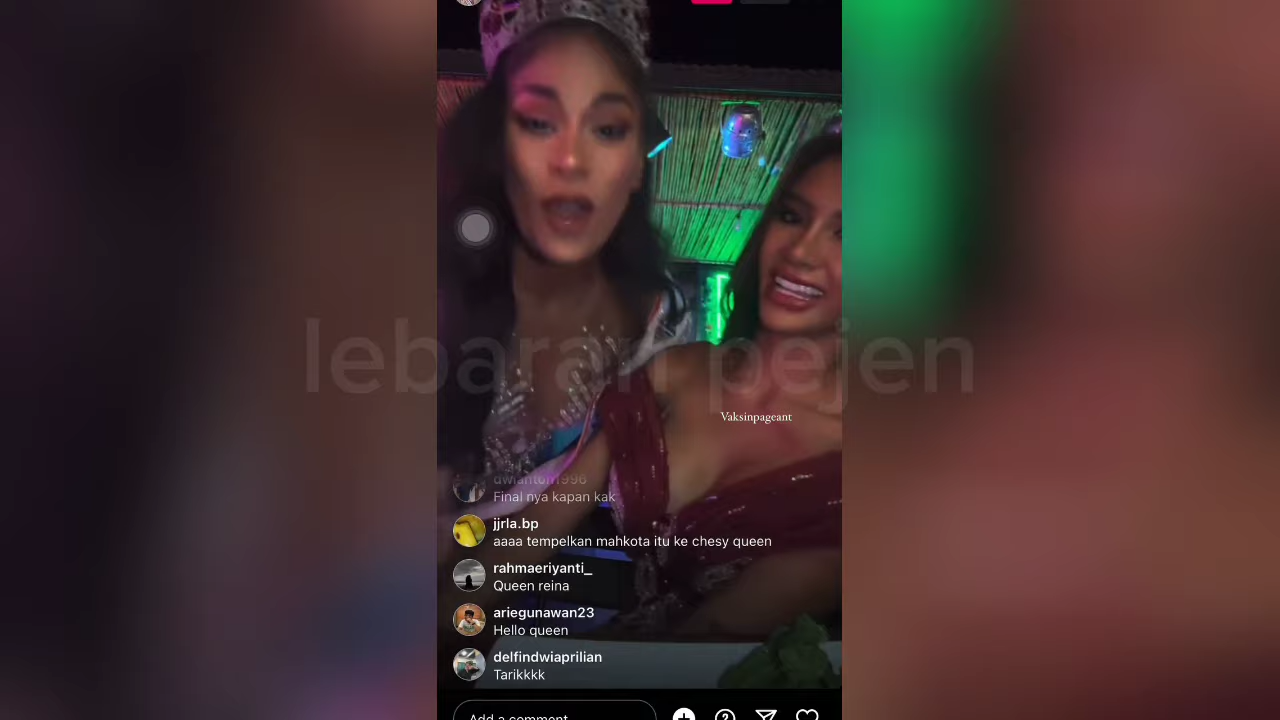 lebaran pejen
Vaksinpageant
dwianton1996
Final nya kapan kak
jjrla.bp
aaaa tempelkan mahkota itu ke chesy queen
rahmaeriyanti_
Queen reina
ariegunawan23
Hello queen
delfindwiaprilian
Tarikkkk
Add a comment